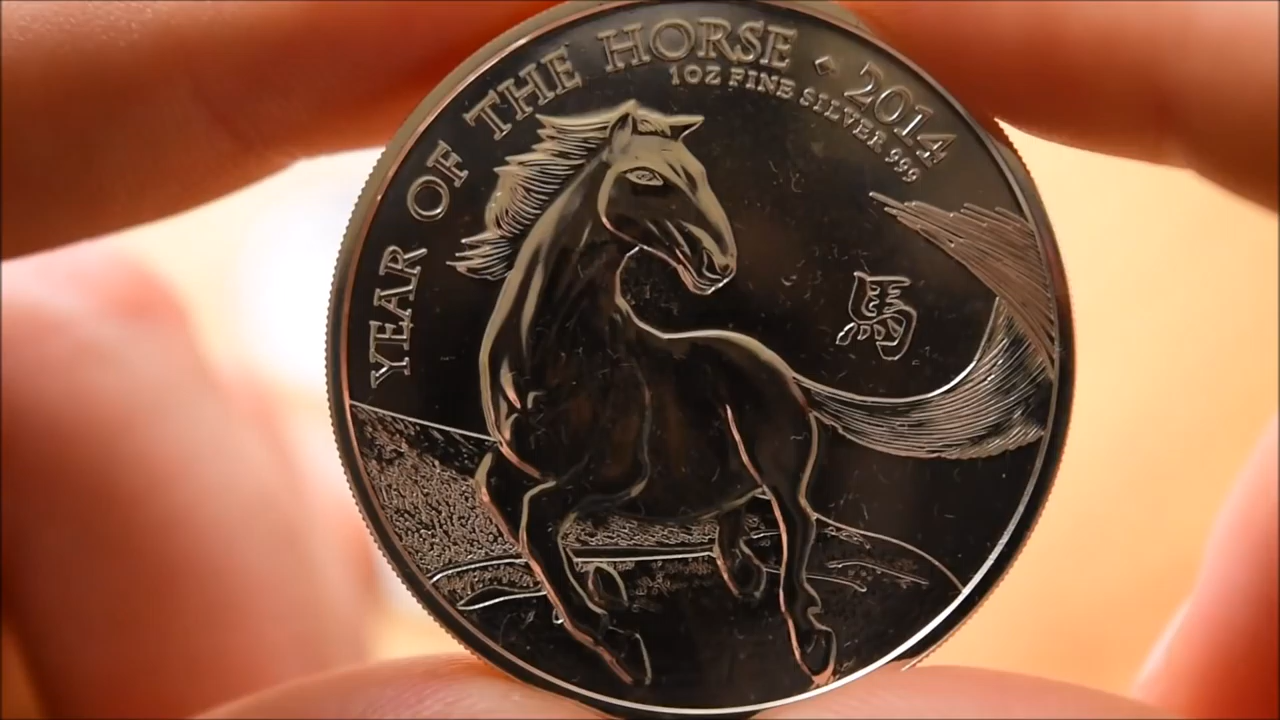 YEAR OF THE HORSE ◆ 2014
1OZ FINE SILVER 999
馬